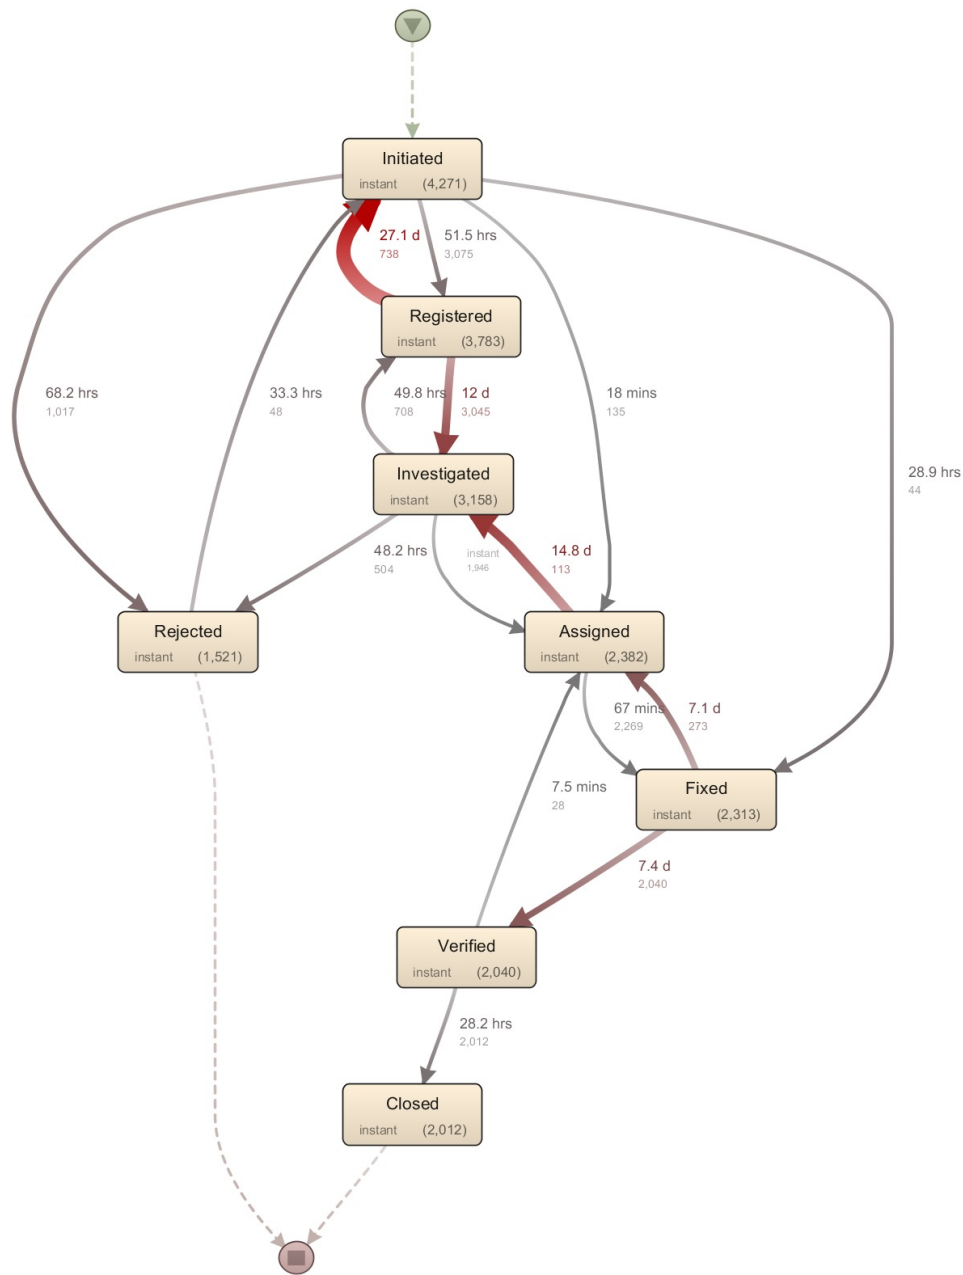 Initiated
instant (4,271)
27.1 d
738
51.5 hrs
3,075
Registered
instant (3,783)
68.2 hrs
1,017
33.3 hrs
48
49.8 hrs
708
12 d
3,045
18 mins
135
28.9 hrs
44
Investigated
instant (3,158)
48.2 hrs
504
instant
1,946
14.8 d
113
Rejected
instant (1,521)
Assigned
instant (2,382)
67 mins
2,269
7.1 d
273
7.5 mins
28
Fixed
instant (2,313)
7.4 d
2,040
Verified
instant (2,040)
28.2 hrs
2,012
Closed
instant (2,012)